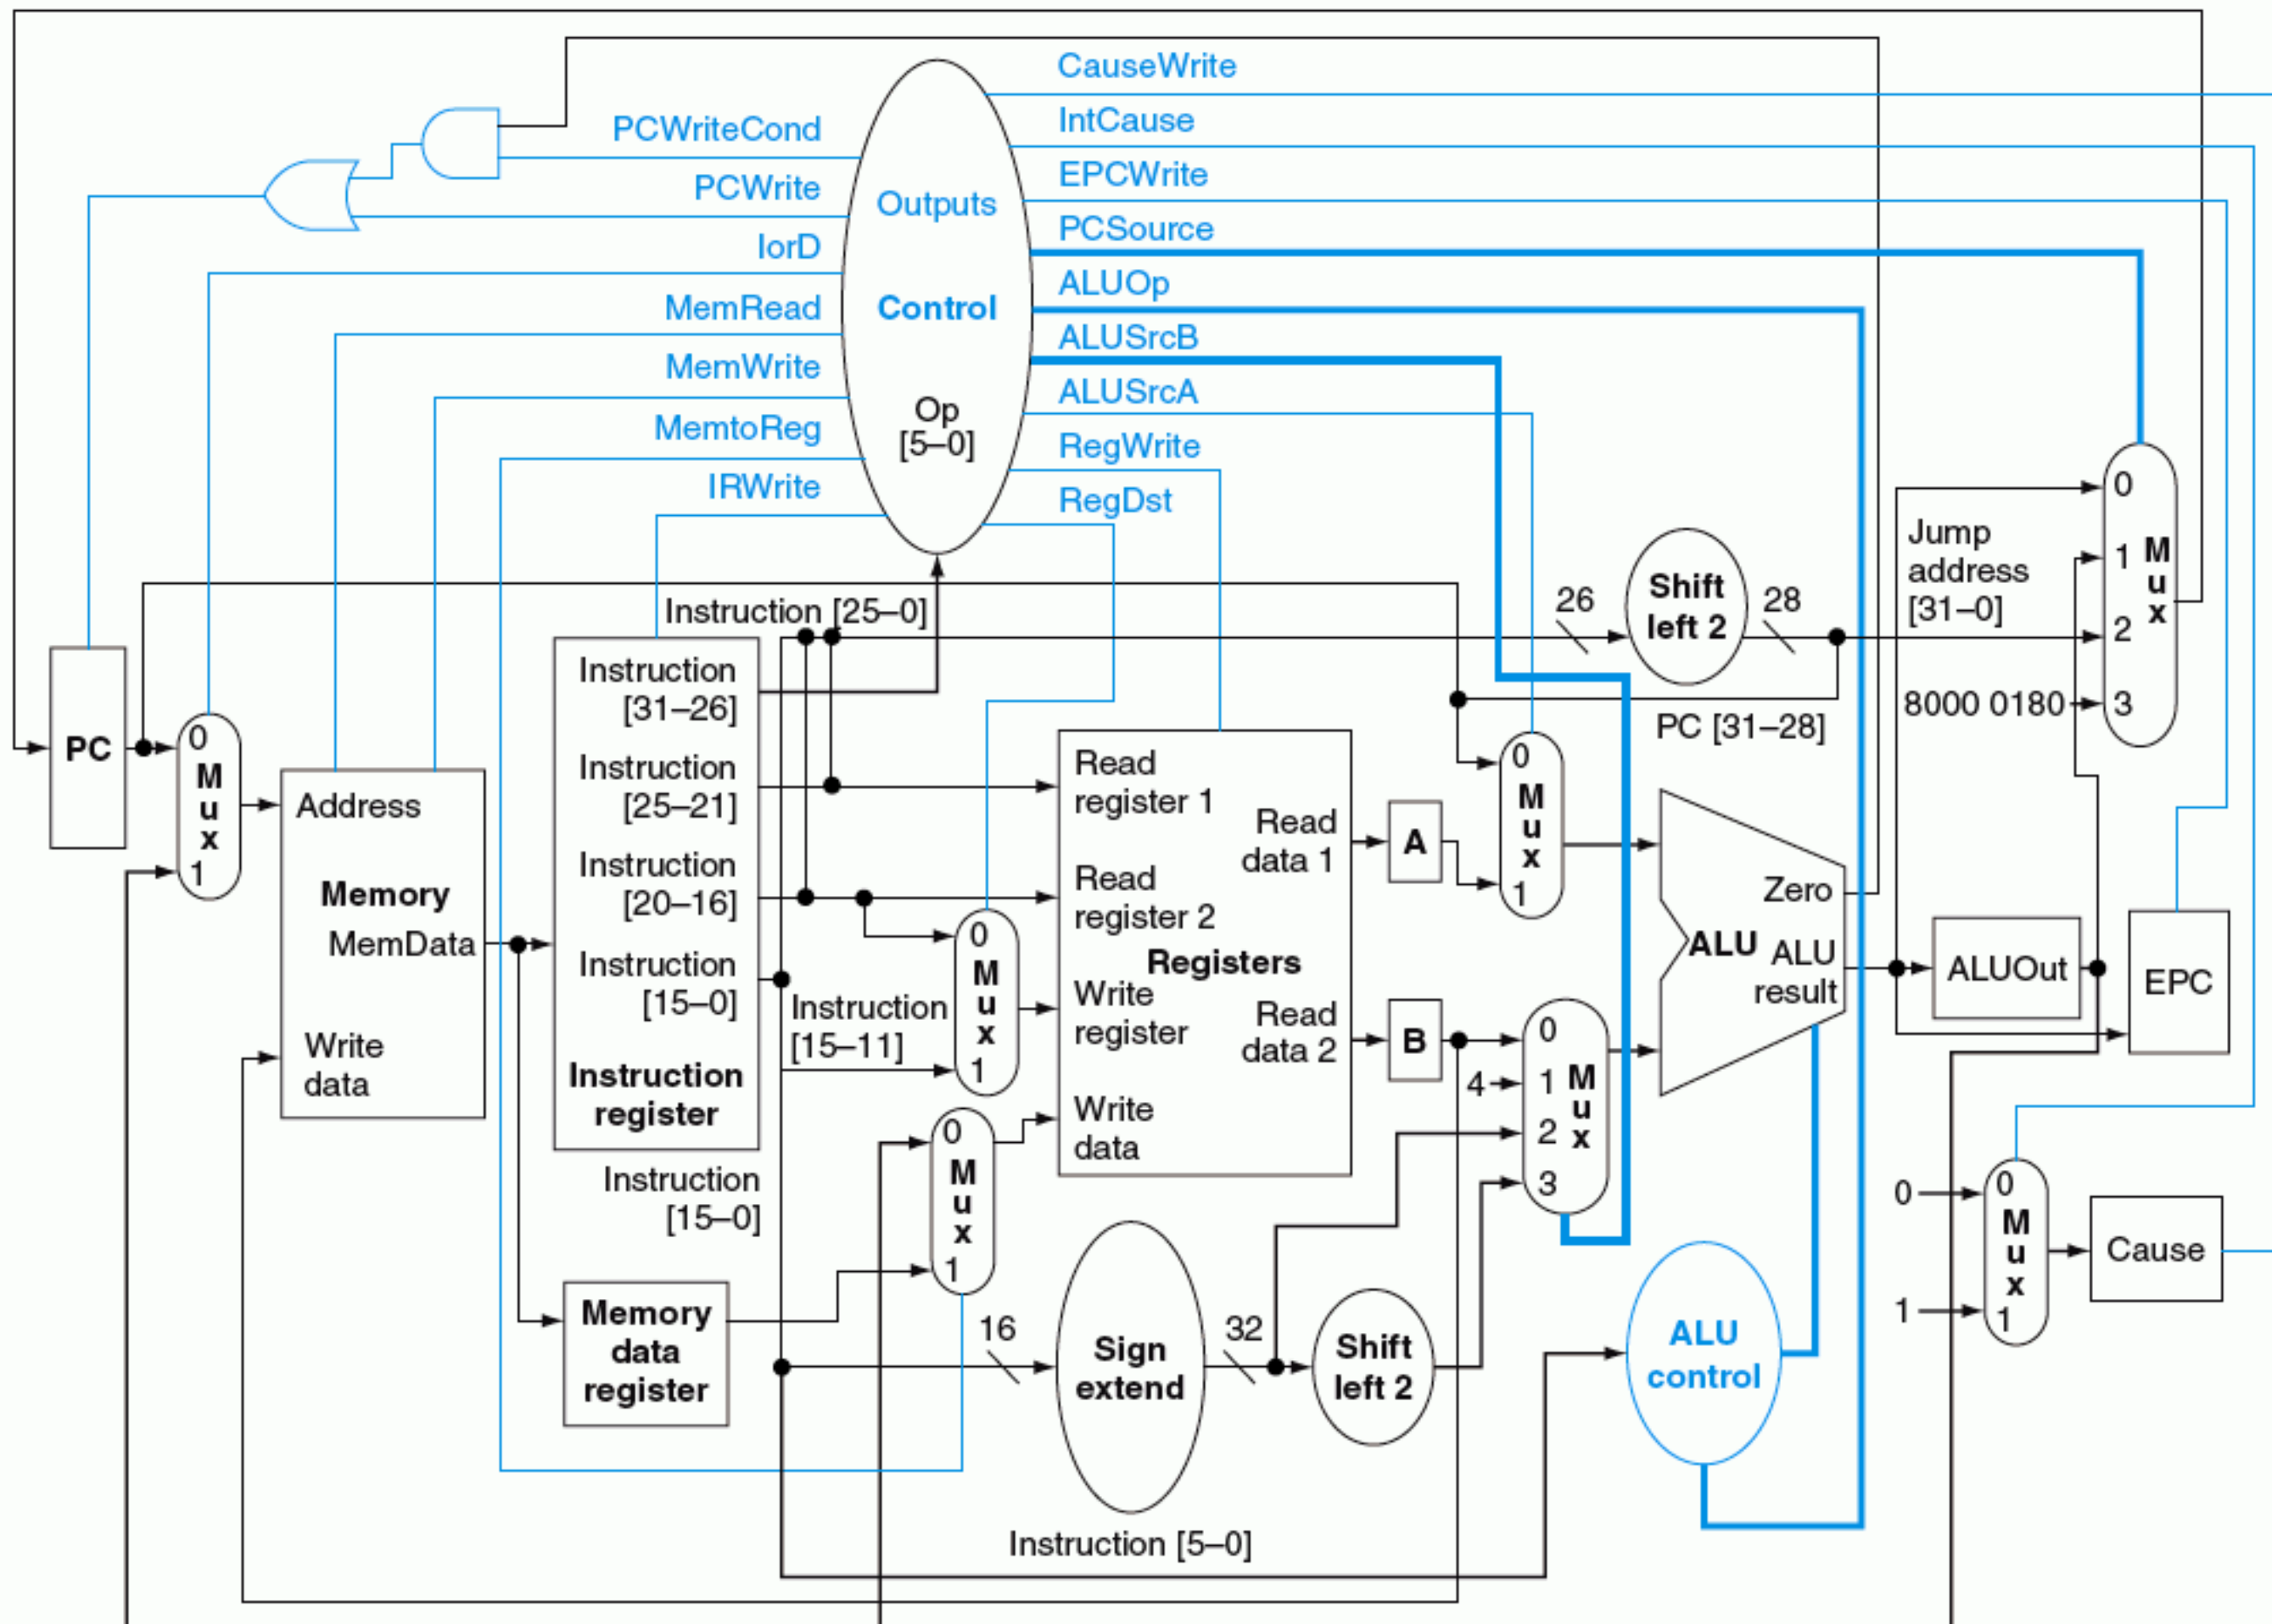 CauseWrite
IntCause
EPCWrite
PCSource
ALUOp
ALUSrcB
ALUSrcA
RegWrite
RegDst
PCWriteCond
PCWrite
IorD
MemRead
MemWrite
MemtoReg
IRWrite
Outputs
Control
Op
[5–0]
Instruction [25–0]
26
Shift
left 2
28
Jump
address
[31–0]
0
1
2
3
M
u
x
8000 0180
PC [31–28]
PC
0
M
u
x
1
Address
Memory
MemData
Write
data
Instruction
[31–26]
Instruction
[25–21]
Instruction
[20–16]
Instruction
[15–0]
Instruction
register
Instruction
[15–0]
Instruction
[15–11]
0
M
u
x
1
Read
register 1
Read
data 1
Read
register 2
Registers
Write
register
Read
data 2
Write
data
A
B
0
M
u
x
1
4
0
1
2
3
M
u
x
Zero
ALU
ALU
result
ALUOut
EPC
0
M
u
x
1
Memory
data
register
16
Sign
extend
32
Shift
left 2
ALU
control
Instruction [5–0]
0
1
0
M
u
x
1
Cause